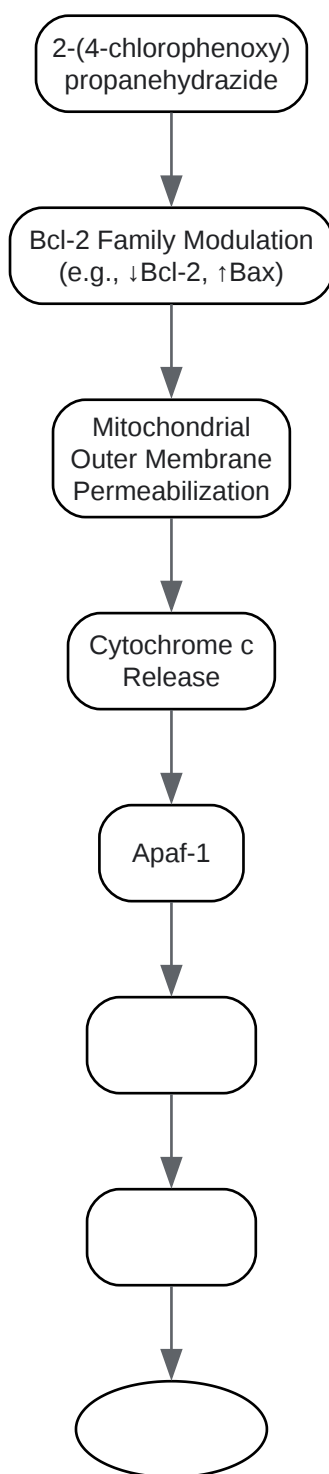 2-(4-chlorophenoxy)
propanehydrazide
Bcl-2 Family Modulation
(e.g., ↓Bcl-2, ↑Bax)
Mitochondrial
Outer Membrane
Permeabilization
Cytochrome c
Release
Apaf-1